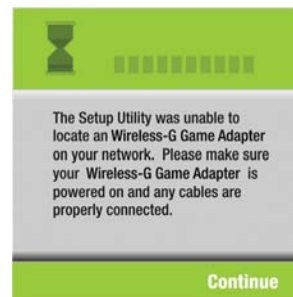 The Setup Utility was unable to
locate an Wireless-G Game Adapter
on your network.  Please make sure
your  Wireless-G Game Adapter  is
powered on and any cables are
properly connected.
Continue